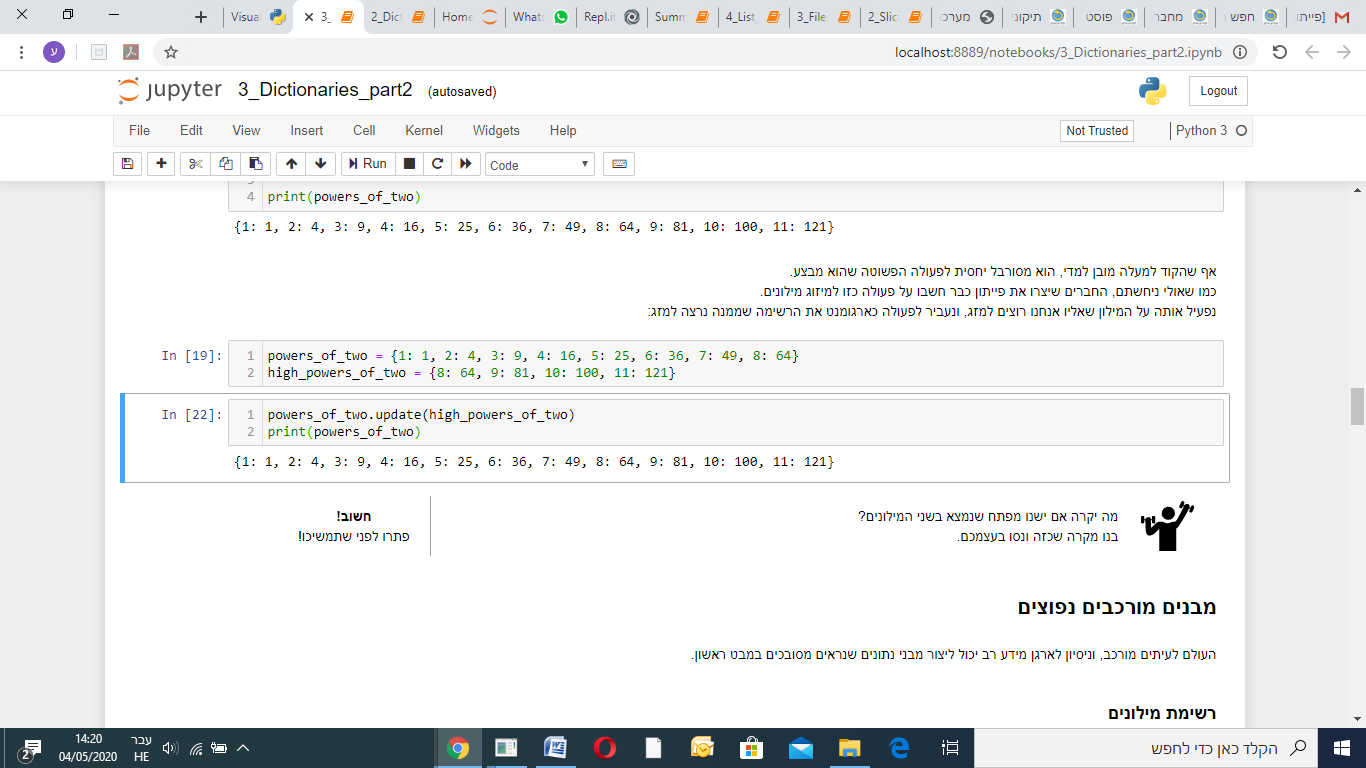 Visual
3_
2_Dict
Home
Whats
Repl.it
Summ
4_List
3_File
2_Slic
מערכ
תיקוני
פוסט
מחבר
חפש
[פייתו
localhost:8889/notebooks/3_Dictionaries_part2.ipynb
ע
jupyter 3_Dictionaries_part2 (autosaved)
Logout
File Edit View Insert Cell Kernel Widgets Help
Not Trusted
Python 3
Run
Code
4 print(powers_of_two)
{1: 1, 2: 4, 3: 9, 4: 16, 5: 25, 6: 36, 7: 49, 8: 64, 9: 81, 10: 100, 11: 121}
אף שהקוד למעלה מובן למדי, הוא מסורבל יחסית לפעולה הפשוטה שהוא מבצע.
כמו שאולי ניחשתם, החברים שיצרו את פייתון כבר חשבו על פעולה כזו למיזוג מילונים.
נפעיל אותה על המילון שאליו אנחנו רוצים למזג, ונעביר לפעולה כארגומנט את הרשימה שממנה נרצה למזג:
In [19]:
1 powers_of_two = {1: 1, 2: 4, 3: 9, 4: 16, 5: 25, 6: 36, 7: 49, 8: 64}
2 high_powers_of_two = {8: 64, 9: 81, 10: 100, 11: 121}
In [22]:
1 powers_of_two.update(high_powers_of_two)
2 print(powers_of_two)
{1: 1, 2: 4, 3: 9, 4: 16, 5: 25, 6: 36, 7: 49, 8: 64, 9: 81, 10: 100, 11: 121}
מה יקרה אם ישנו מפתח שנמצא בשני המילונים?
בנו מקרה שכזה ונסו בעצמכם.
חשוב!
פתרו לפני שתמשיכו!
מבנים מורכבים נפוצים
העולם לעיתים מורכב, וניסיון לארגן מידע רב יכול ליצור מבני נתונים שנראים מסובכים במבט ראשון.
רשימת מילונים
הקלד כאן כדי לחפש
עבר
HE
14:20
04/05/2020
2